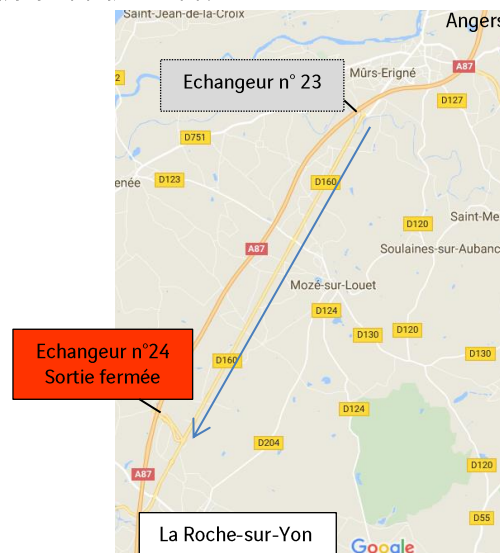 Saint-Jean-de-la-Croix
Angers
Echangeur n° 23
Mûrs-Erigné
A87
2
D127
D751
enée
D123
D160
D120
Saint-Me
A87
Soulaines-sur-Aubanc
Mozé-sur-Louet
D124
D130
D120
Echangeur n°24
Sortie fermée
D160
D130
D124
D204
D120
A87
D55
La Roche-sur-Yon
Google